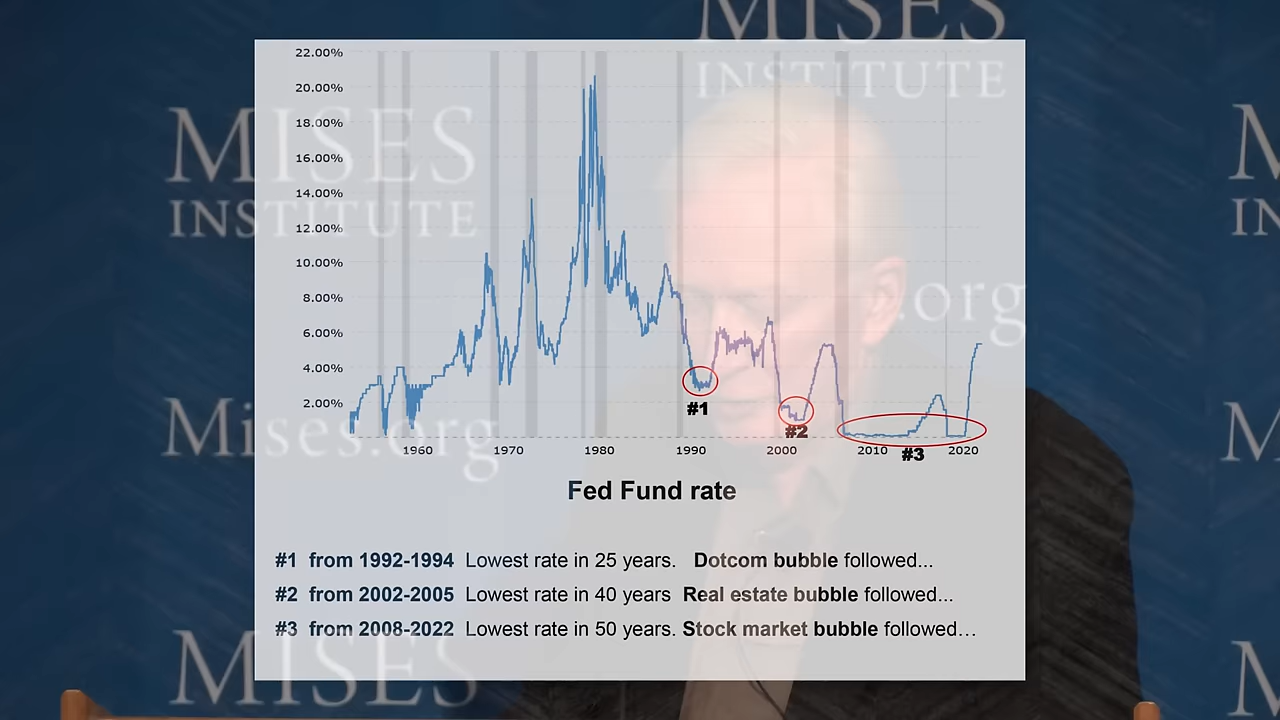 MISES
INSTITUTE
MISES
INSTITUTE
M
IN
Mises.org
.org
M
MISES
M
22.00%
20.00%
18.00%
16.00%
14.00%
12.00%
10.00%
8.00%
6.00%
4.00%
2.00%
#1
#2
#3
1960 1970 1980 1990 2000 2010 2020
Fed Fund rate
#1 from 1992-1994 Lowest rate in 25 years. Dotcom bubble followed...
#2 from 2002-2005 Lowest rate in 40 years Real estate bubble followed...
#3 from 2008-2022 Lowest rate in 50 years. Stock market bubble followed...